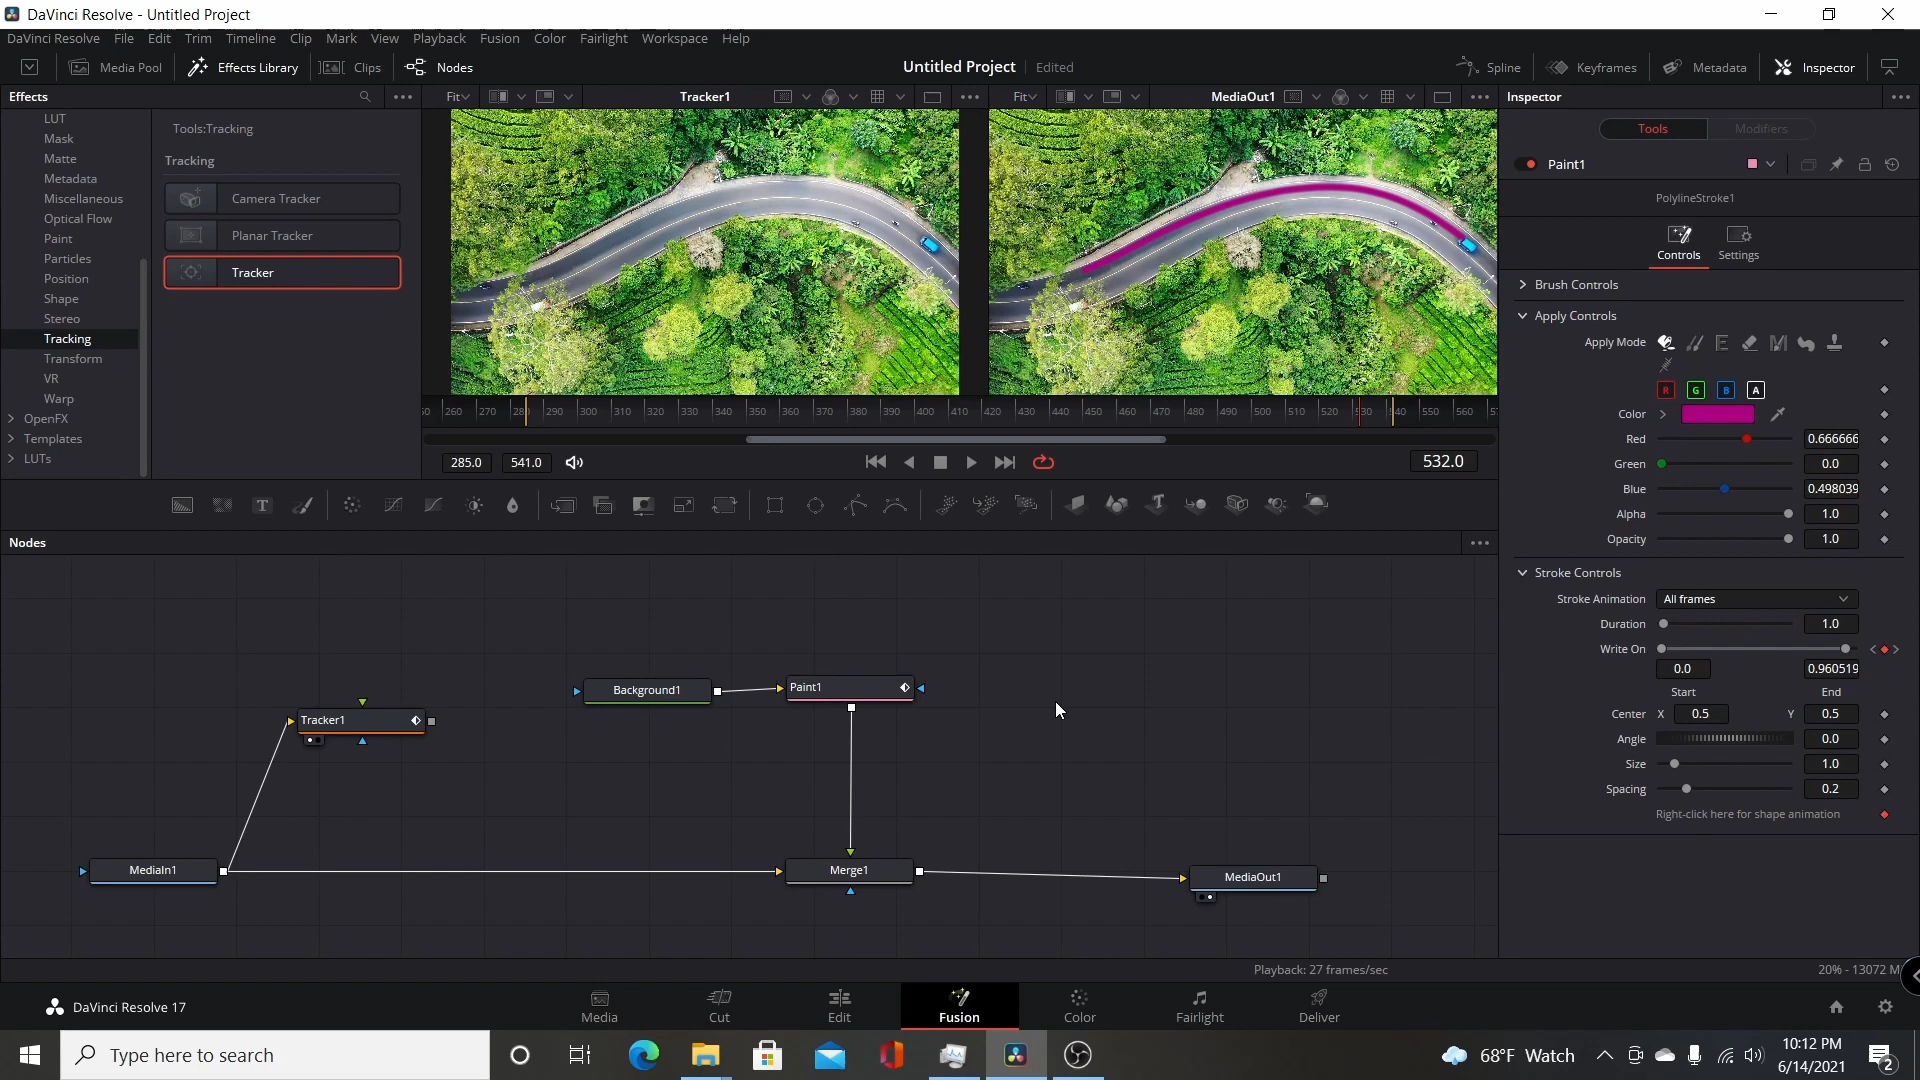 DaVinci Resolve - Untitled Project
DaVinci Resolve File Edit Trim Timeline Clip Mark View Playback Fusion Color Fairlight Workspace Help
Media Pool Effects Library Clips Nodes Untitled Project Edited Spline Keyframes Metadata Inspector
Effects Fit Tracker1 Fit MediaOut1 Inspector
LUT
Mask
Matte
Metadata
Miscellaneous
Optical Flow
Paint
Particles
Position
Shape
Stereo
Tracking
Transform
VR
Warp
OpenFX
Templates
LUTs
Tools:Tracking
Tracking
Camera Tracker
Planar Tracker
Tracker
260 270 280 290 300 310 320 330 340 350 360 370 380 390 400 410 420 430 440 450 460 470 480 490 500 510 520 530 40 550 560
285.0 541.0 532.0
T T
Nodes
Tracker1
Background1
Paint1
MediaIn1
Merge1
MediaOut1
Tools Modifiers
Paint1
PolylineStroke1
Controls Settings
Brush Controls
Apply Controls
Apply Mode E M
R G B A
Color
Red 0.666666
Green 0.0
Blue 0.498039
Alpha 1.0
Opacity 1.0
Stroke Controls
Stroke Animation All frames
Duration 1.0
Write On
0.0 0.960519
Start End
Center X 0.5 Y 0.5
Angle 0.0
Size 1.0
Spacing 0.2
Right-click here for shape animation
Playback: 27 frames/sec 20% - 13072 M
DaVinci Resolve 17 Media Cut Edit Fusion Color Fairlight Deliver
Type here to search 68°F Watch 10:12 PM
6/14/2021
2